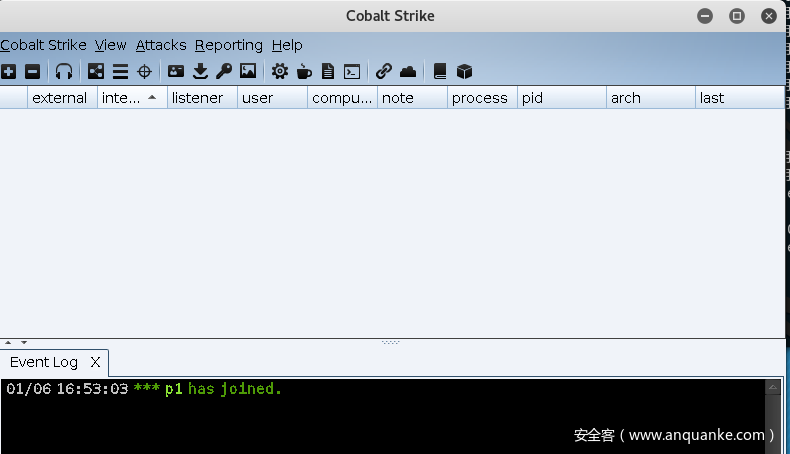 Cobalt Strike
Cobalt Strike View Attacks Reporting Help
external inte... listener user compu... note process pid arch last
Event Log X
01/06 16:53:03 *** p1 has joined.
安全客（www.anquanke.com）